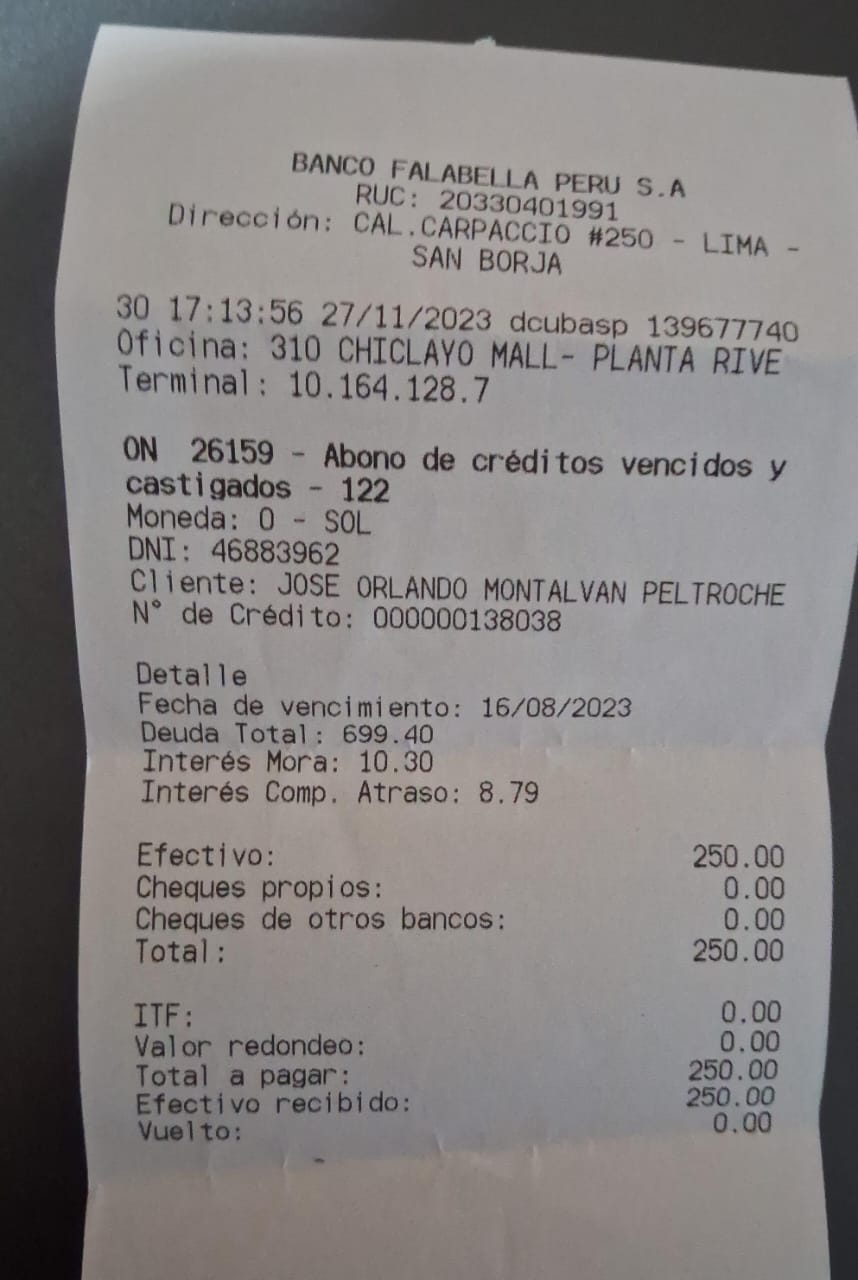 BANCO FALABELLA PERU S.A
RUC: 20330401991
Dirección: CAL.CARPACCIO #250 - LIMA -
SAN BORJA
30 17:13:56 27/11/2023 dcubasp 139677740
Oficina: 310 CHICLAYO MALL- PLANTA RIVE
Terminal: 10.164.128.7
ON 26159 - Abono de créditos vencidos y
castigados - 122
Moneda: 0 - SOL
DNI: 46883962
Cliente: JOSE ORLANDO MONTALVAN PELTROCHE
N° de Crédito: 000000138038
Detalle
Fecha de vencimiento: 16/08/2023
Deuda Total: 699.40
Interés Mora: 10.30
Interés Comp. Atraso: 8.79
Efectivo: 250.00
Cheques propios: 0.00
Cheques de otros bancos: 0.00
Total: 250.00
ITF: 0.00
Valor redondeo: 0.00
Total a pagar: 250.00
Efectivo recibido: 250.00
Vuelto: 0.00